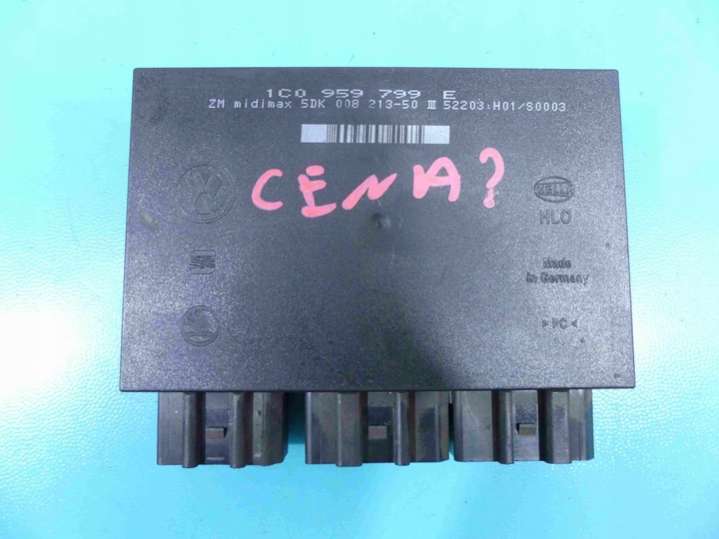 1C0 959 799 E
ZM midimax 5DK 008 213-50 III 52203:H01/S0003
CENA?
HELLA
HLO
Made
in Germany
>PC<